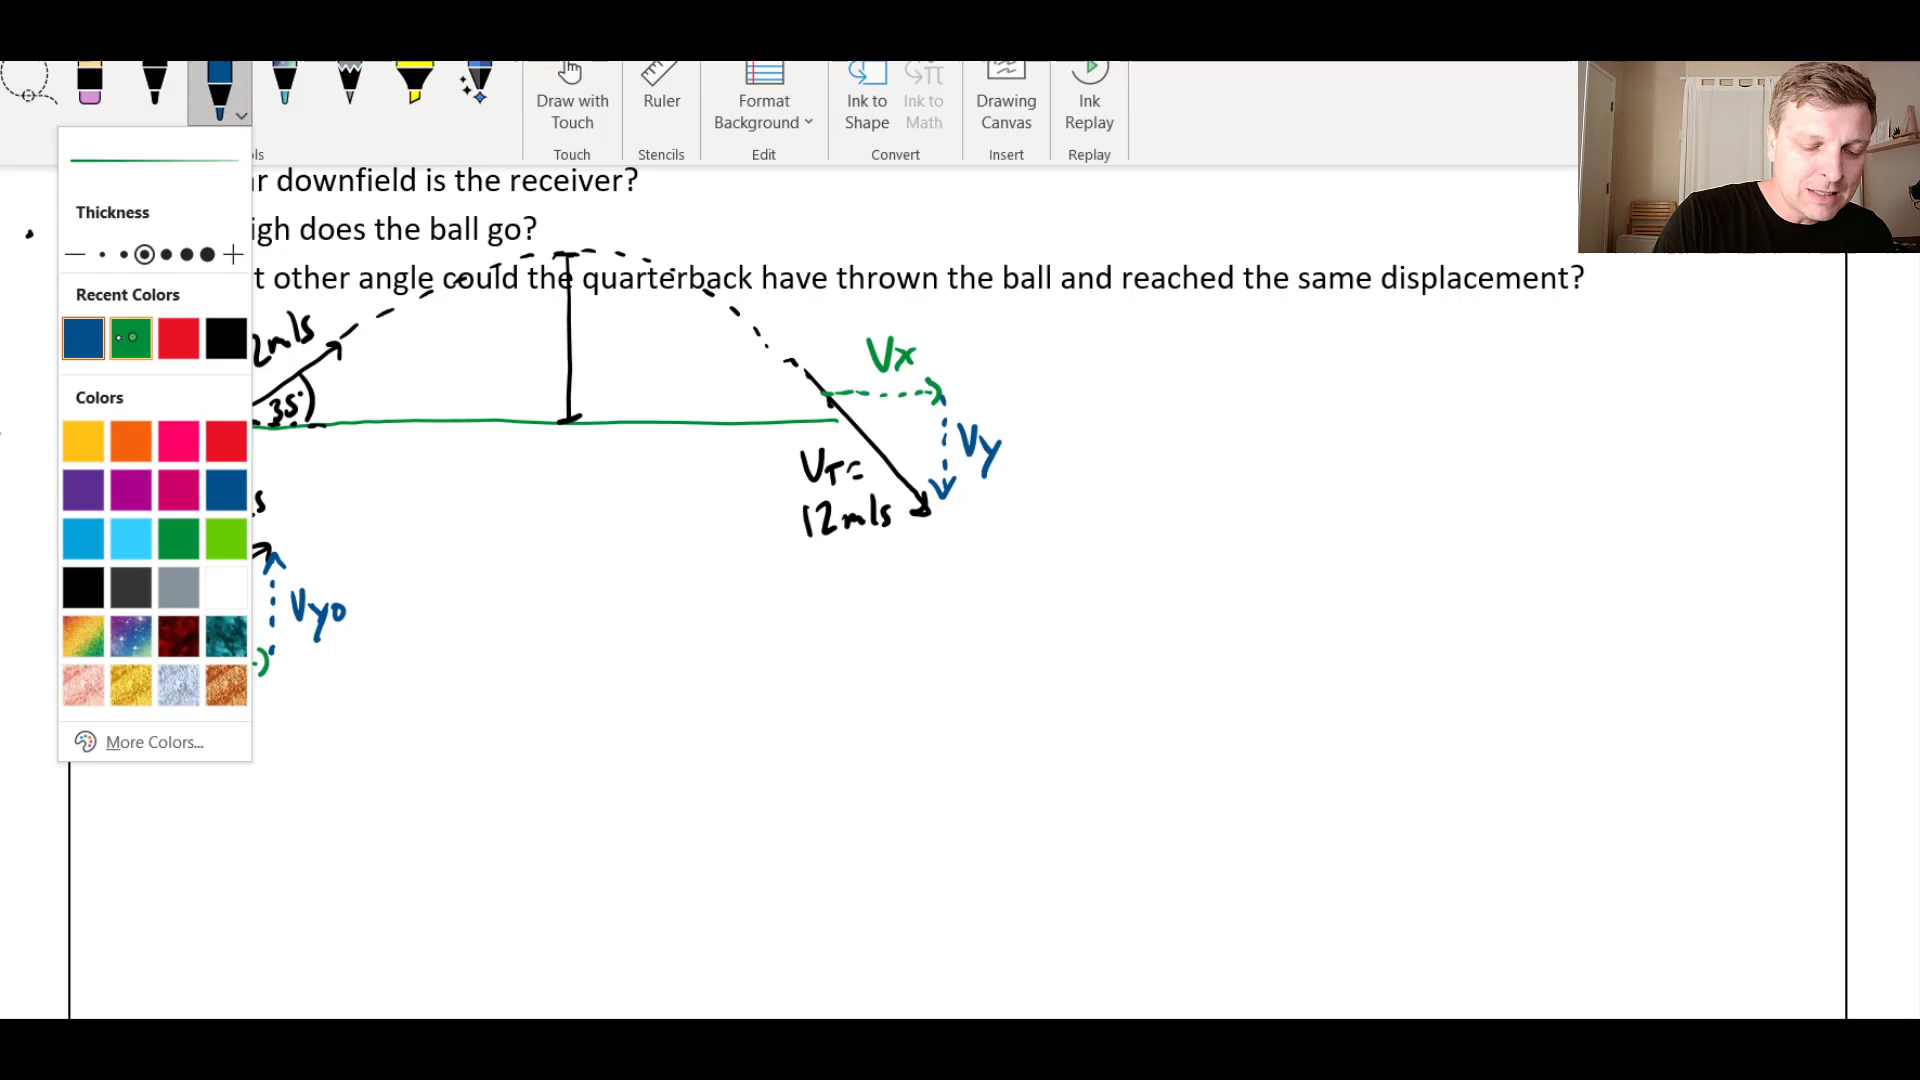 Draw with Touch
Ruler
Format Background
Ink to Shape
Ink to Math
Drawing Canvas
Ink Replay
ls
Touch
Stencils
Edit
Convert
Insert
Replay
r downfield is the receiver?
igh does the ball go?
t other angle could the quarterback have thrown the ball and reached the same displacement?
Thickness
Recent Colors
Colors
More Colors...
2m/s
35°
Vx
Vy
VT=
12m/s
s
Vyo